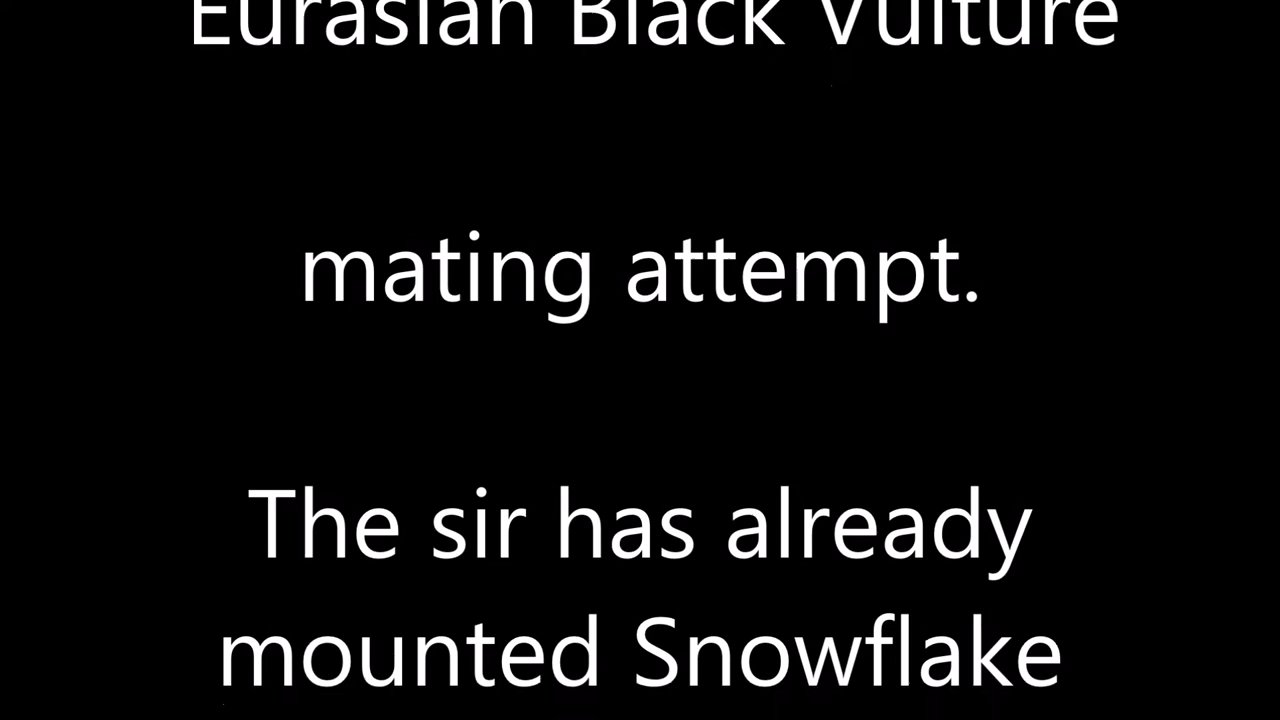 Eurasian Black Vulture
mating attempt.
The sir has already
mounted Snowflake